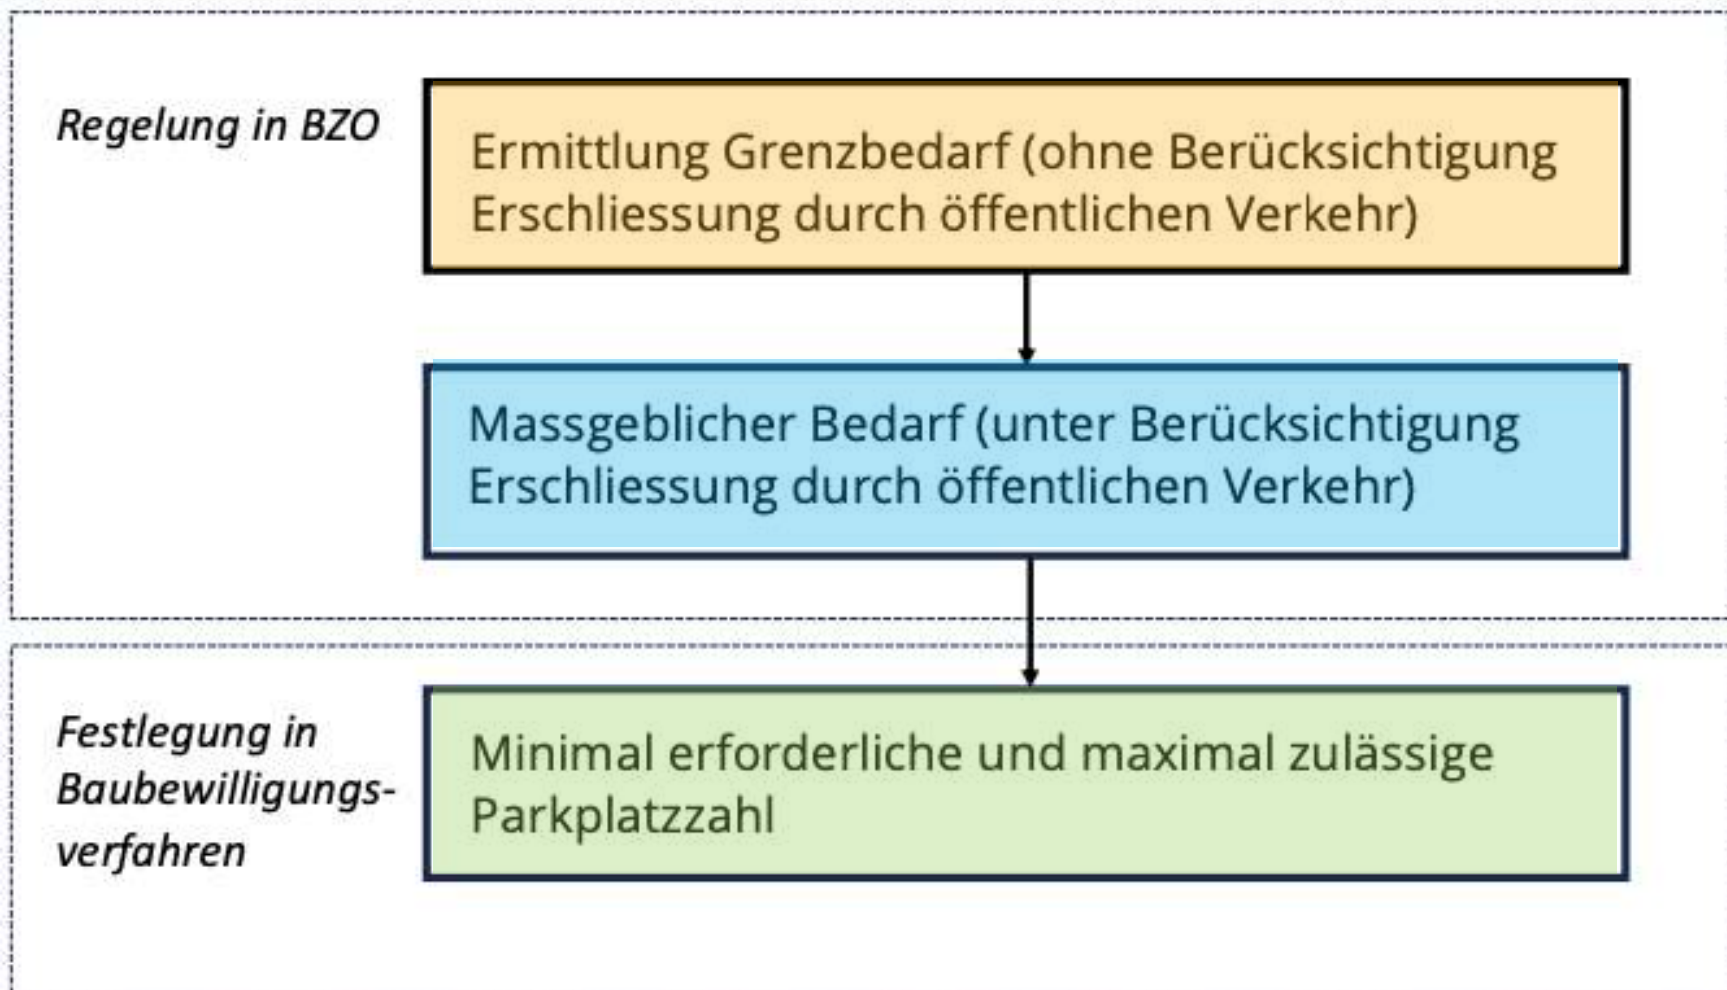 Regelung in BZO
Ermittlung Grenzbedarf (ohne Berücksichtigung
Erschliessung durch öffentlichen Verkehr)
Massgeblicher Bedarf (unter Berücksichtigung
Erschliessung durch öffentlichen Verkehr)
Festlegung in
Baubewilligungs-
verfahren
Minimal erforderliche und maximal zulässige
Parkplatzzahl